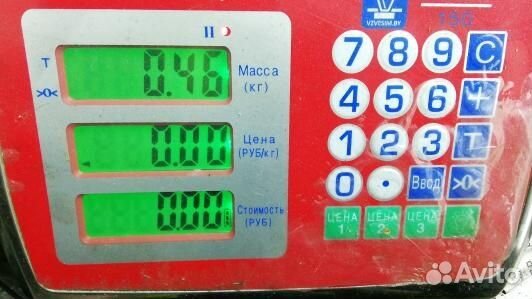 VZVESIM.BY
II
T
0.46
Масса
(кг)
>0<
0.00
Цена
(РУБ/кг)
0.00
Стоимость
(РУБ)
7 8 9 C
4 5 6 +
1 2 3 T
0 • Ввод >0<
ЦЕНА 1 ЦЕНА 2 ЦЕНА 3
Avito